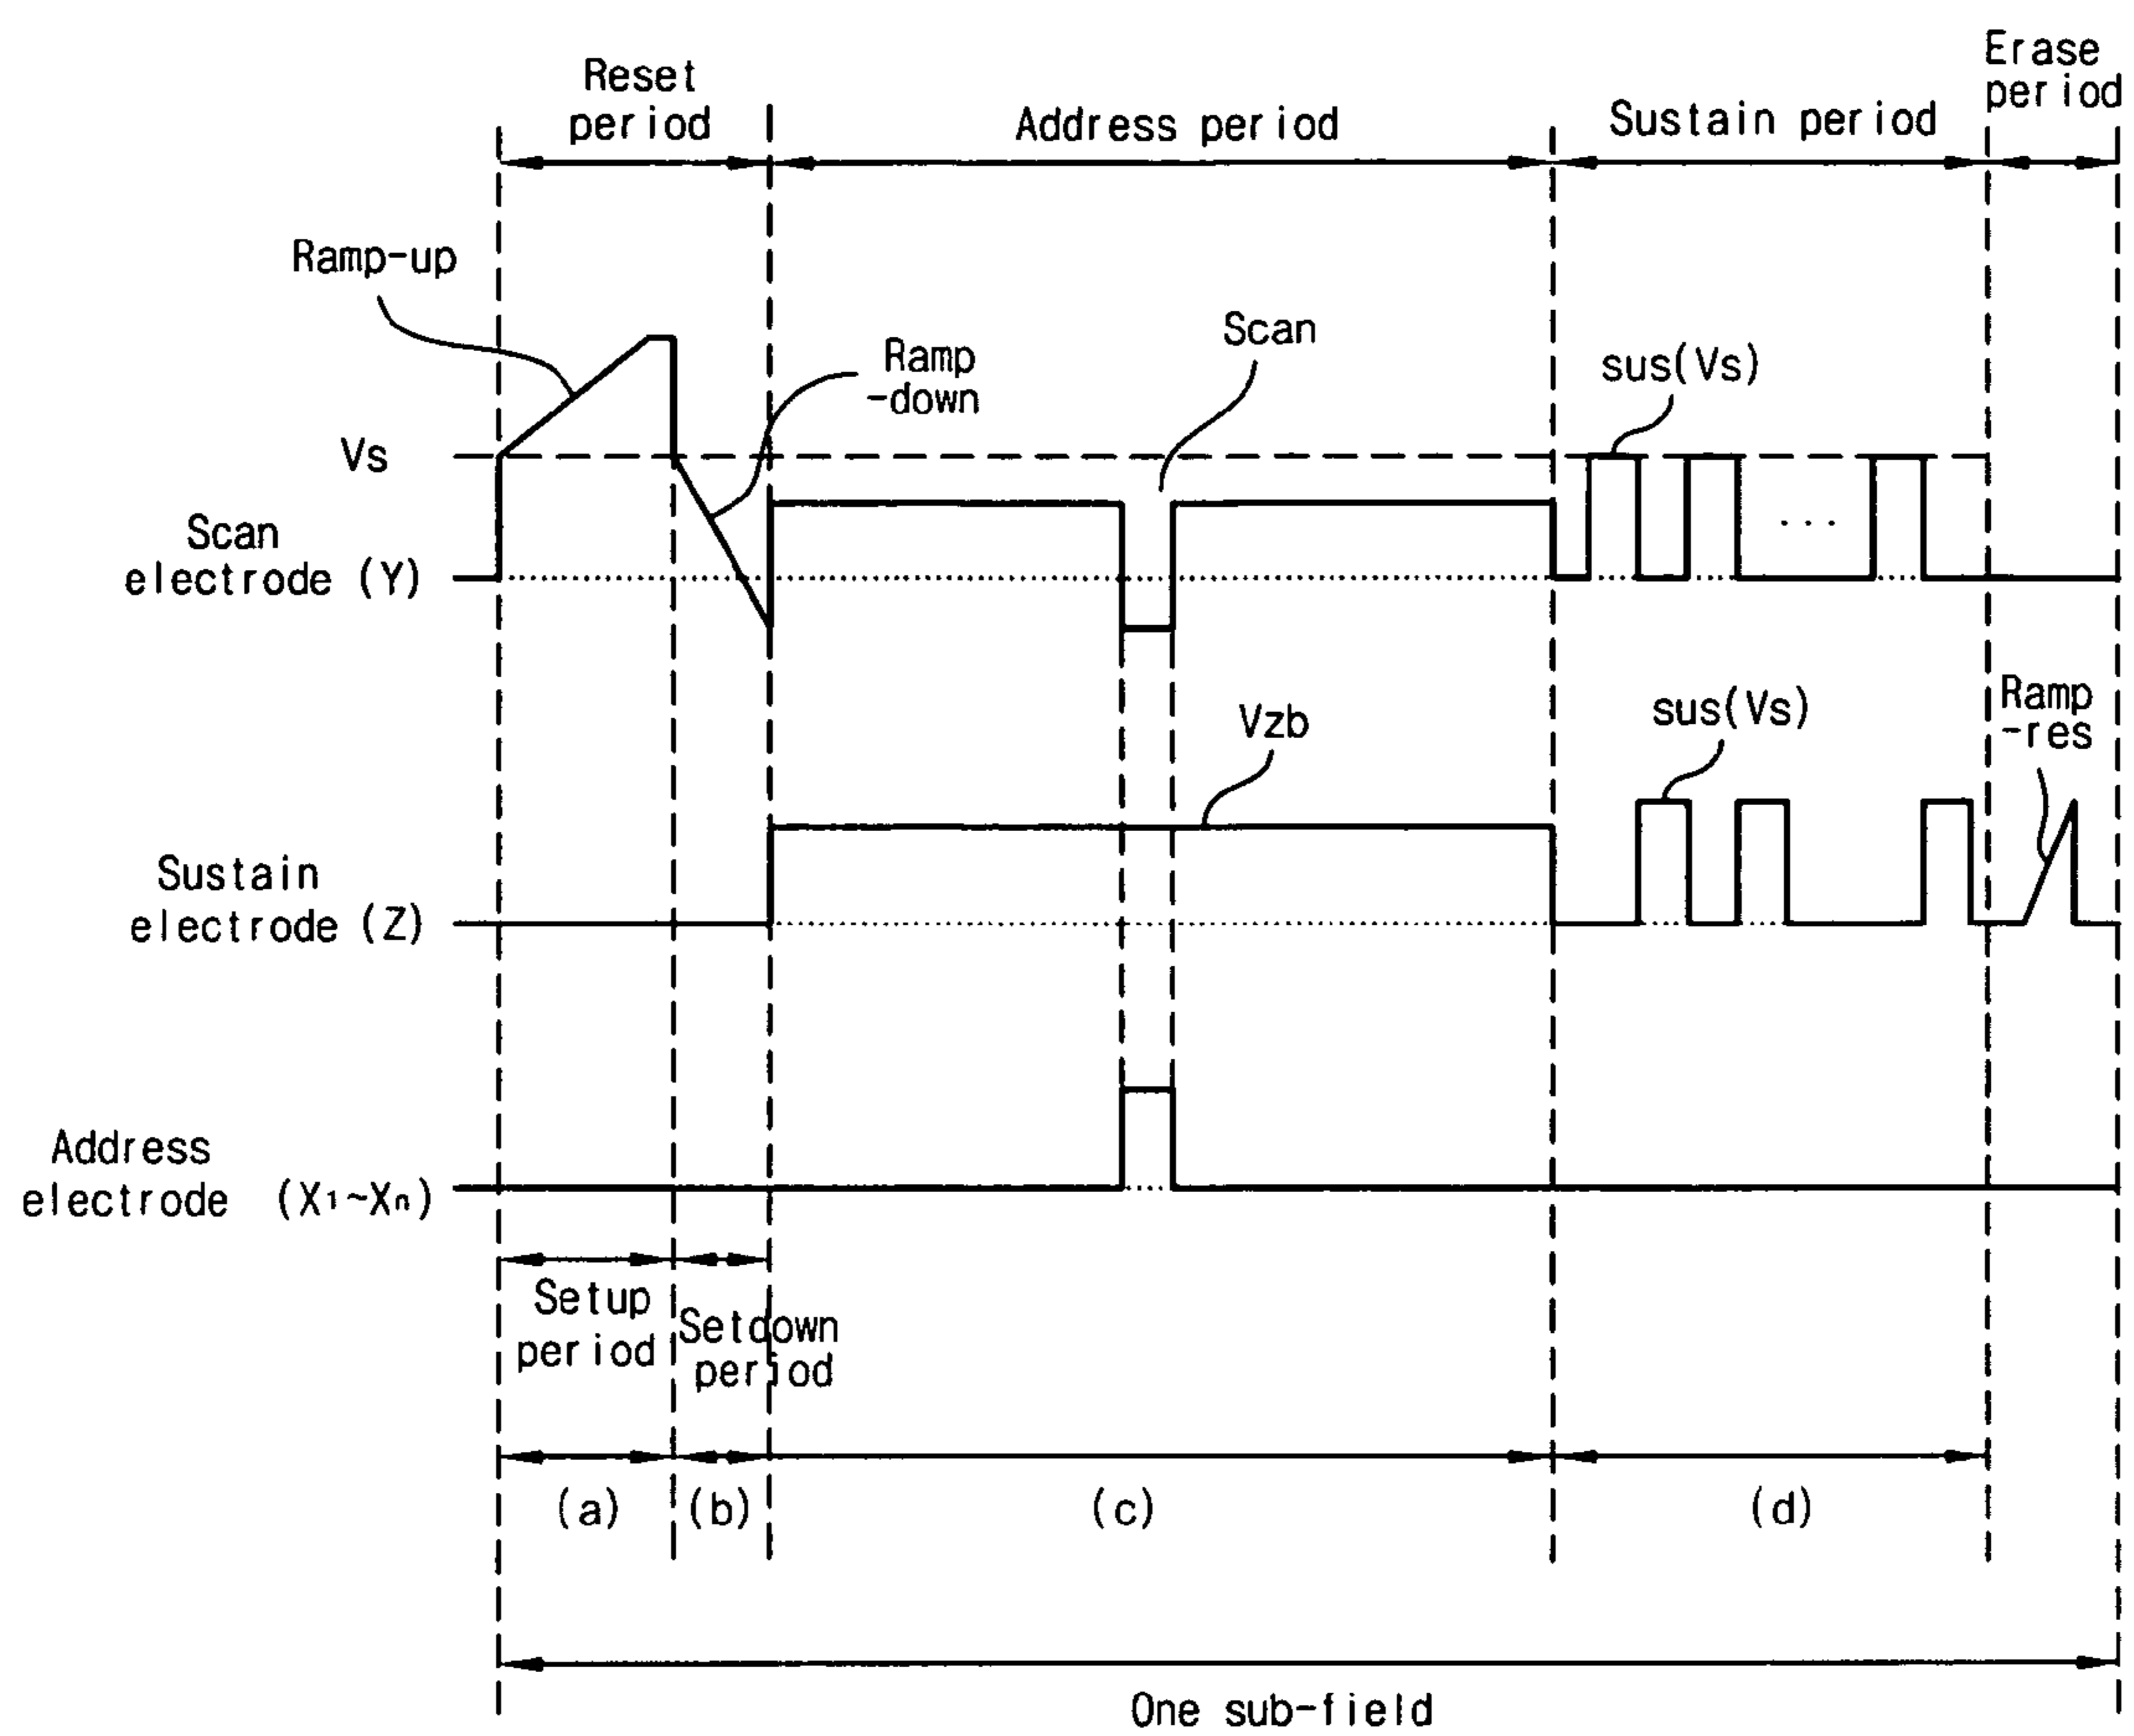 Reset
period
Address period
Sustain period
Erase
period
Ramp-up
Ramp
-down
Scan
sus(Vs)
Vs
Scan
electrode (Y)
. . .
Vzb
sus(Vs)
Ramp
-res
Sustain
electrode (Z)
Address
electrode (X1~Xn)
Setup
period
Setdown
period
(a)
(b)
(c)
(d)
One sub-field